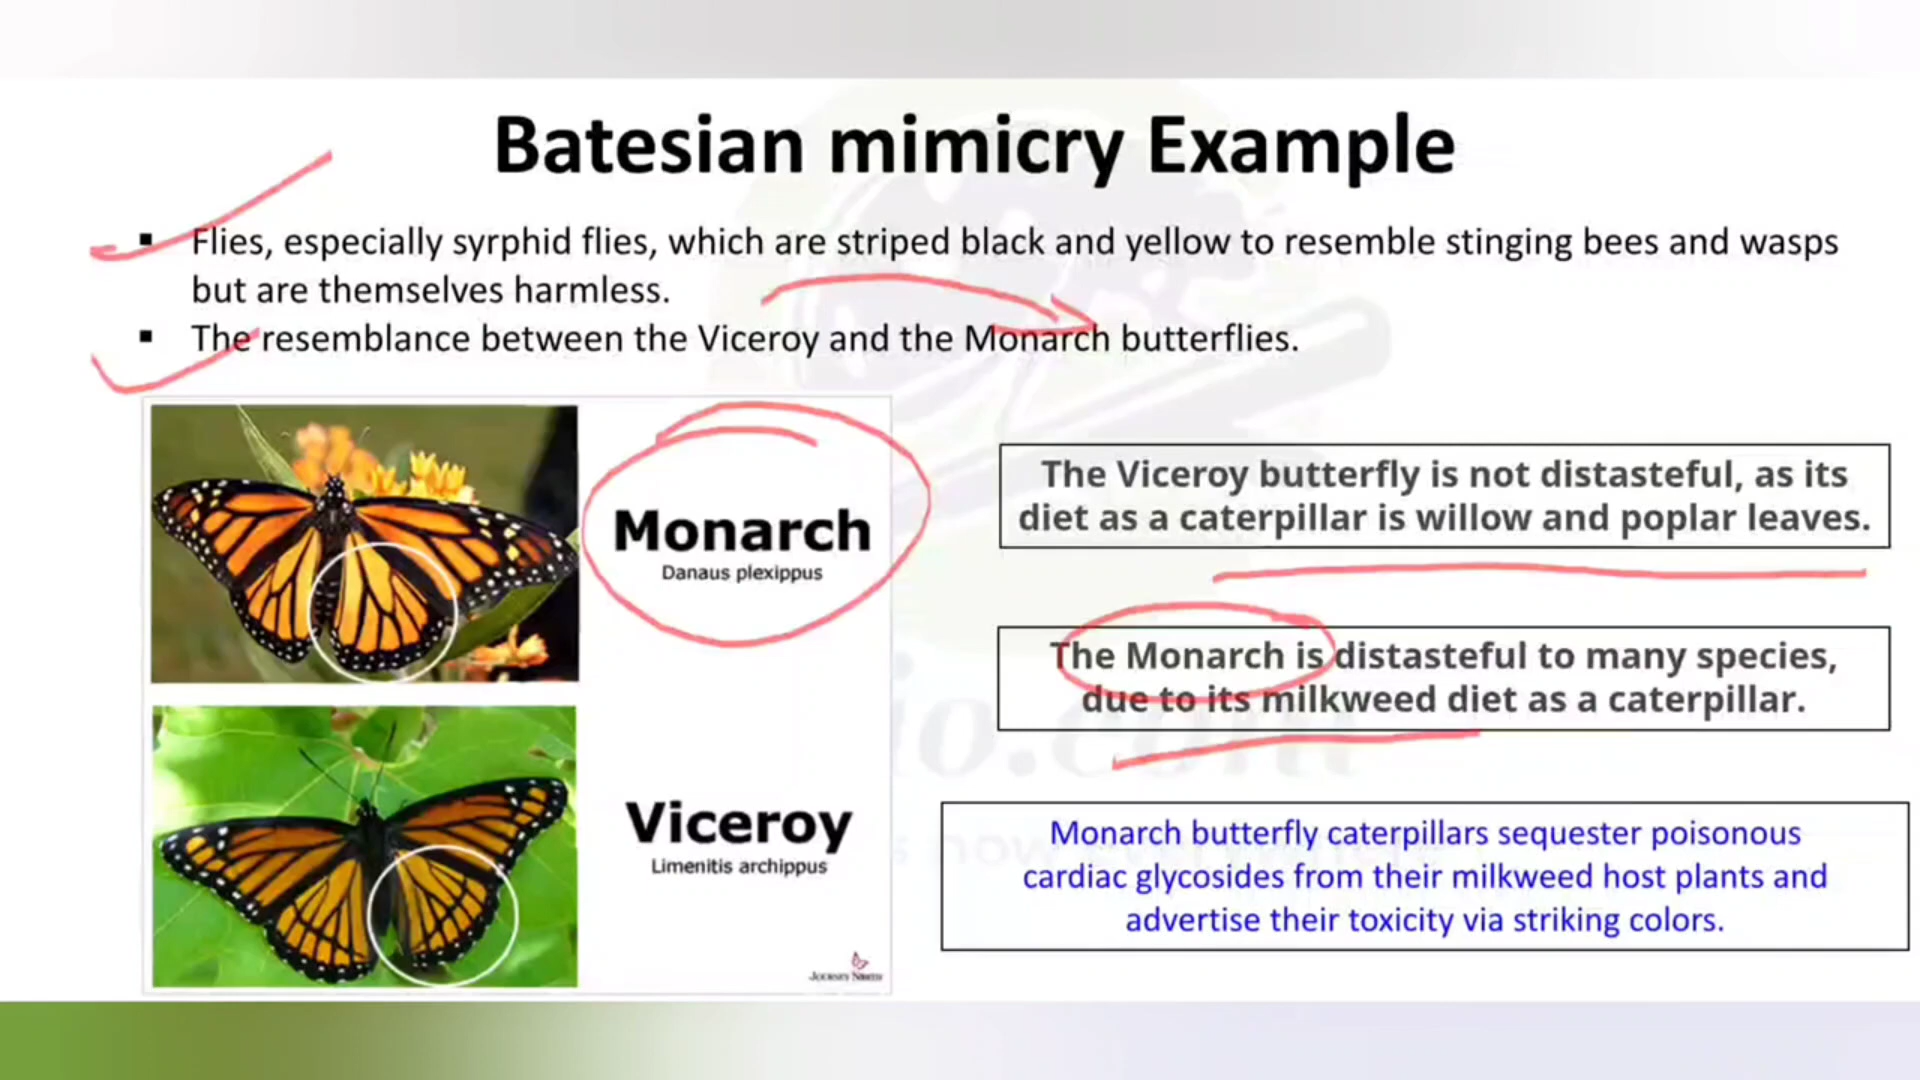 Batesian mimicry Example
▪ Flies, especially syrphid flies, which are striped black and yellow to resemble stinging bees and wasps
but are themselves harmless.
▪ The resemblance between the Viceroy and the Monarch butterflies.
Monarch
Danaus plexippus
Viceroy
Limenitis archippus
Journey North
The Viceroy butterfly is not distasteful, as its
diet as a caterpillar is willow and poplar leaves.
The Monarch is distasteful to many species,
due to its milkweed diet as a caterpillar.
io.com
Monarch butterfly caterpillars sequester poisonous
cardiac glycosides from their milkweed host plants and
advertise their toxicity via striking colors.